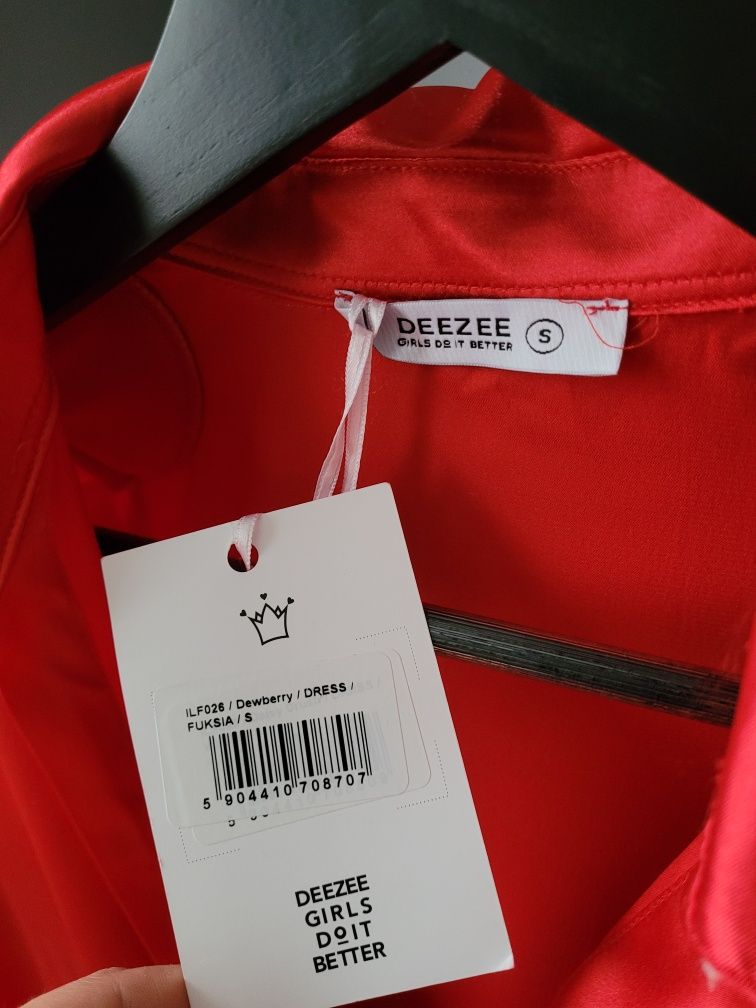 DEEZEE S
GIRLS DO IT BETTER
ILF026 / Dewberry / DRESS /
FUKSIA / S
5 904410 708707
DEEZEE
GIRLS
DO IT
BETTER